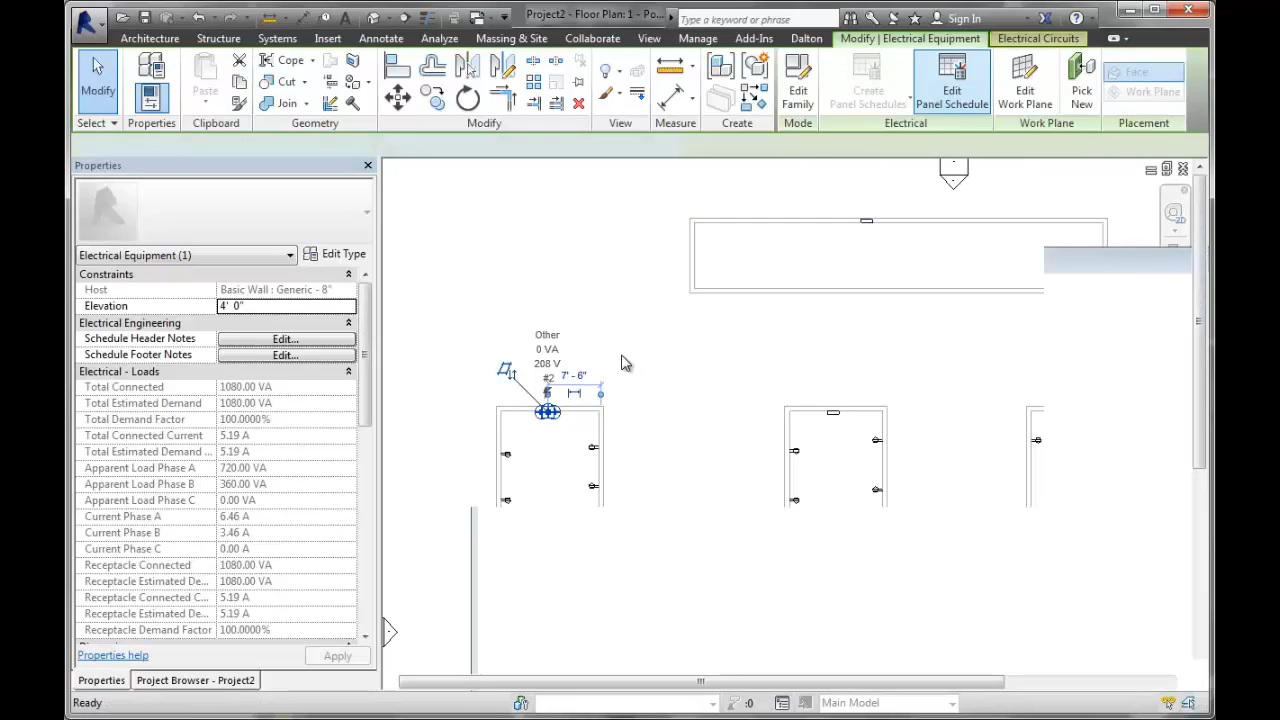 Project2 - Floor Plan: 1 - Po...
Type a keyword or phrase
Sign In
Architecture
Structure
Systems
Insert
Annotate
Analyze
Massing & Site
Collaborate
View
Manage
Add-Ins
Dalton
Modify | Electrical Equipment
Electrical Circuits
Modify
Paste
Cope
Cut
Join
Edit
Family
Create
Panel Schedules
Edit
Panel Schedule
Edit
Work Plane
Pick
New
Face
Work Plane
Select
Properties
Clipboard
Geometry
Modify
View
Measure
Create
Mode
Electrical
Work Plane
Placement
Properties
Electrical Equipment (1)
Edit Type
Constraints
Host Basic Wall : Generic - 8"
Elevation 4' 0"
Electrical Engineering
Schedule Header Notes Edit...
Schedule Footer Notes Edit...
Electrical - Loads
Total Connected 1080.00 VA
Total Estimated Demand 1080.00 VA
Total Demand Factor 100.0000%
Total Connected Current 5.19 A
Total Estimated Demand ... 5.19 A
Apparent Load Phase A 720.00 VA
Apparent Load Phase B 360.00 VA
Apparent Load Phase C 0.00 VA
Current Phase A 6.46 A
Current Phase B 3.46 A
Current Phase C 0.00 A
Receptacle Connected 1080.00 VA
Receptacle Estimated De... 1080.00 VA
Receptacle Connected C... 5.19 A
Receptacle Estimated De... 5.19 A
Receptacle Demand Factor 100.0000%
Properties help
Apply
Properties
Project Browser - Project2
Other
0 VA
208 V
#2
7' - 6"
2D
Ready
:0
Main Model